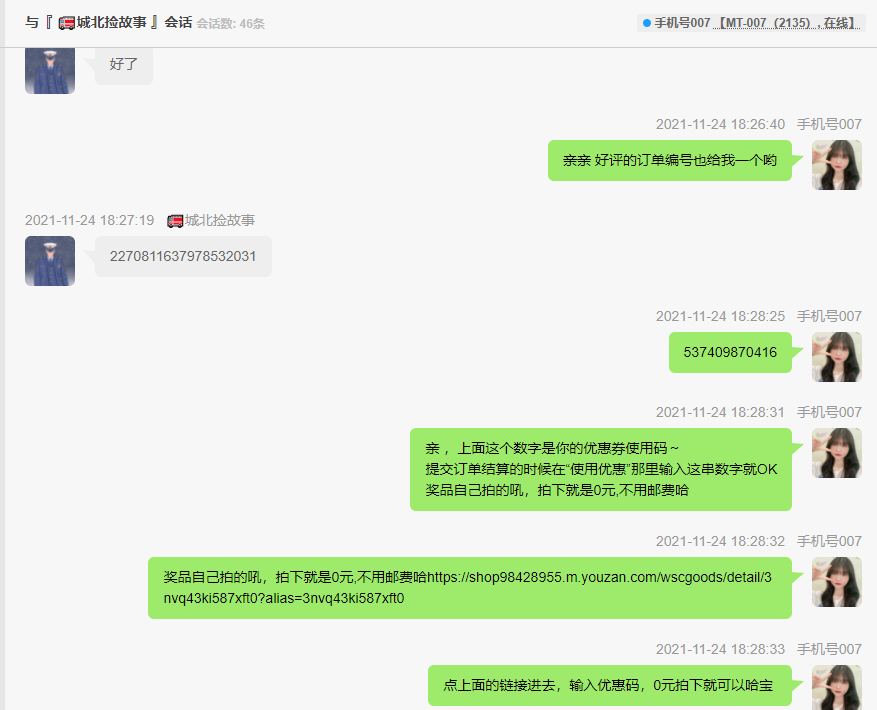 与『 🚒城北捡故事 』会话 会话数: 46条
手机号007 【MT-007（2135）, 在线】
好了
2021-11-24 18:26:40 手机号007
亲亲 好评的订单编号也给我一个哟
2021-11-24 18:27:19 🚒城北捡故事
2270811637978532031
2021-11-24 18:28:25 手机号007
537409870416
2021-11-24 18:28:31 手机号007
亲 ，上面这个数字是你的优惠券使用码～
提交订单结算的时候在“使用优惠”那里输入这串数字就OK
奖品自己拍的吼，拍下就是0元,不用邮费哈
2021-11-24 18:28:32 手机号007
奖品自己拍的吼，拍下就是0元,不用邮费哈https://shop98428955.m.youzan.com/wscgoods/detail/3
nvq43ki587xft0?alias=3nvq43ki587xft0
2021-11-24 18:28:33 手机号007
点上面的链接进去，输入优惠码，0元拍下就可以哈宝